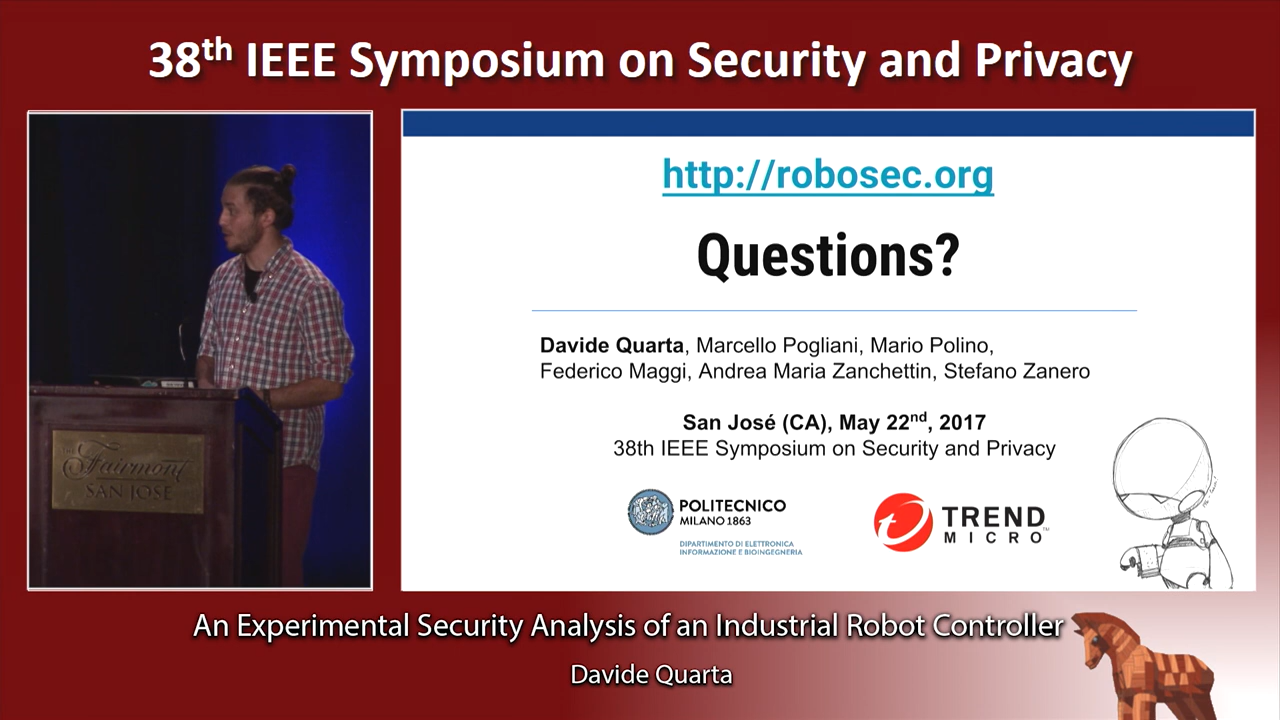 38th IEEE Symposium on Security and Privacy
THE
Fairmont
SAN JOSE
http://robosec.org
Questions?
Davide Quarta, Marcello Pogliani, Mario Polino,
Federico Maggi, Andrea Maria Zanchettin, Stefano Zanero
San José (CA), May 22nd, 2017
38th IEEE Symposium on Security and Privacy
POLITECNICO
MILANO 1863
DIPARTIMENTO DI ELETTRONICA
INFORMAZIONE E BIOINGEGNERIA
TREND
MICRO™
An Experimental Security Analysis of an Industrial Robot Controller
Davide Quarta